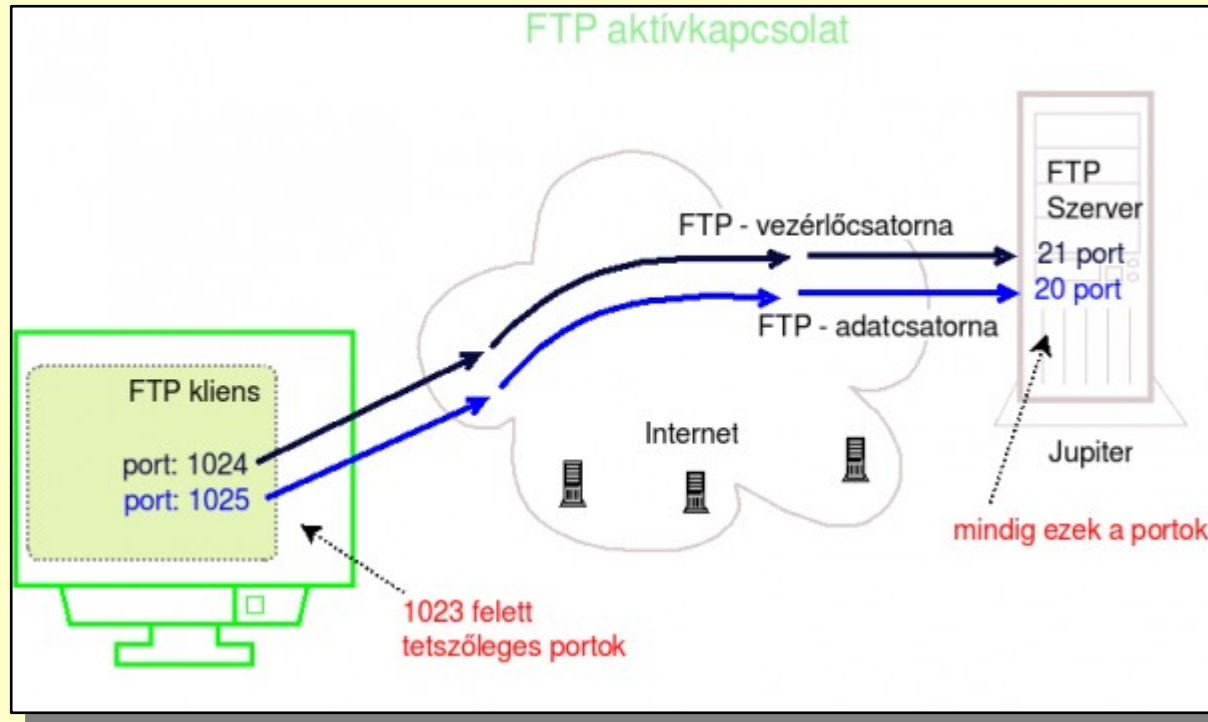 FTP aktívkapcsolat
FTP
Szerver
FTP - vezérlőcsatorna
21 port
20 port
FTP - adatcsatorna
FTP kliens
port: 1024
port: 1025
Internet
Jupiter
mindig ezek a portok
1023 felett
tetszőleges portok